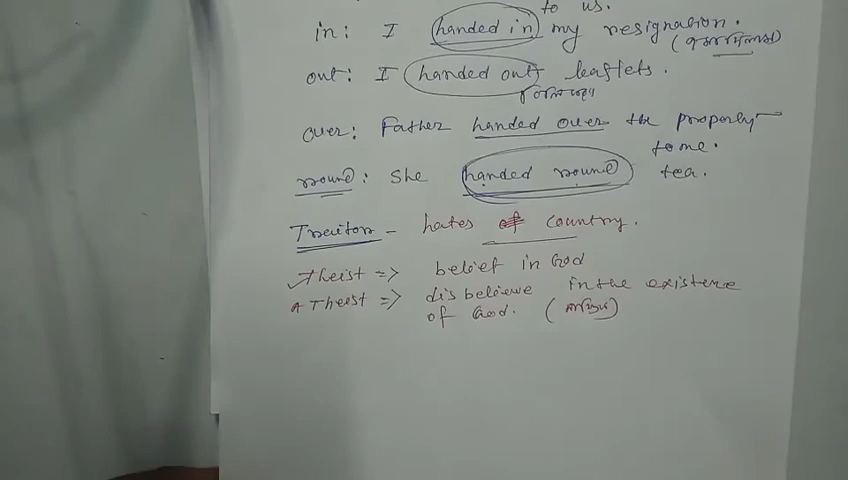 to us.
in: I handed in my resignation.
out: I handed out leaflets.
over: Father handed over the property
to me.
round: She handed round tea.
Traitor - hates of country.
Theist => belief in God
A Theist => disbelieve in the existence
of God. (নাস্তিক)